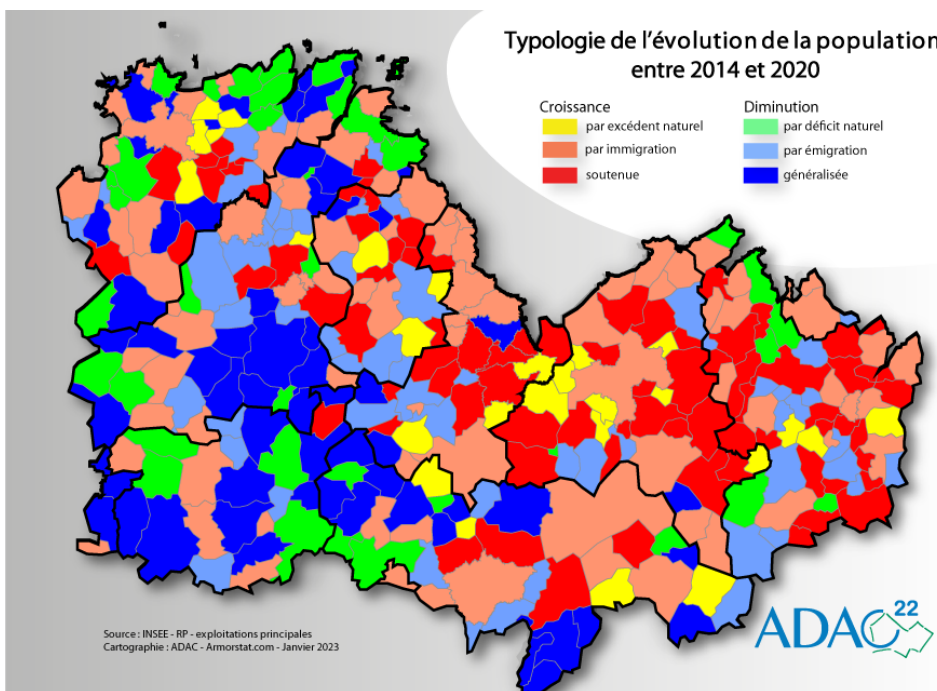 Typologie de l'évolution de la population
entre 2014 et 2020
Croissance
par excédent naturel
par immigration
soutenue
Diminution
par déficit naturel
par émigration
généralisée
Source : INSEE - RP - exploitations principales
Cartographie : ADAC - Armorstat.com - Janvier 2023
ADAC 22